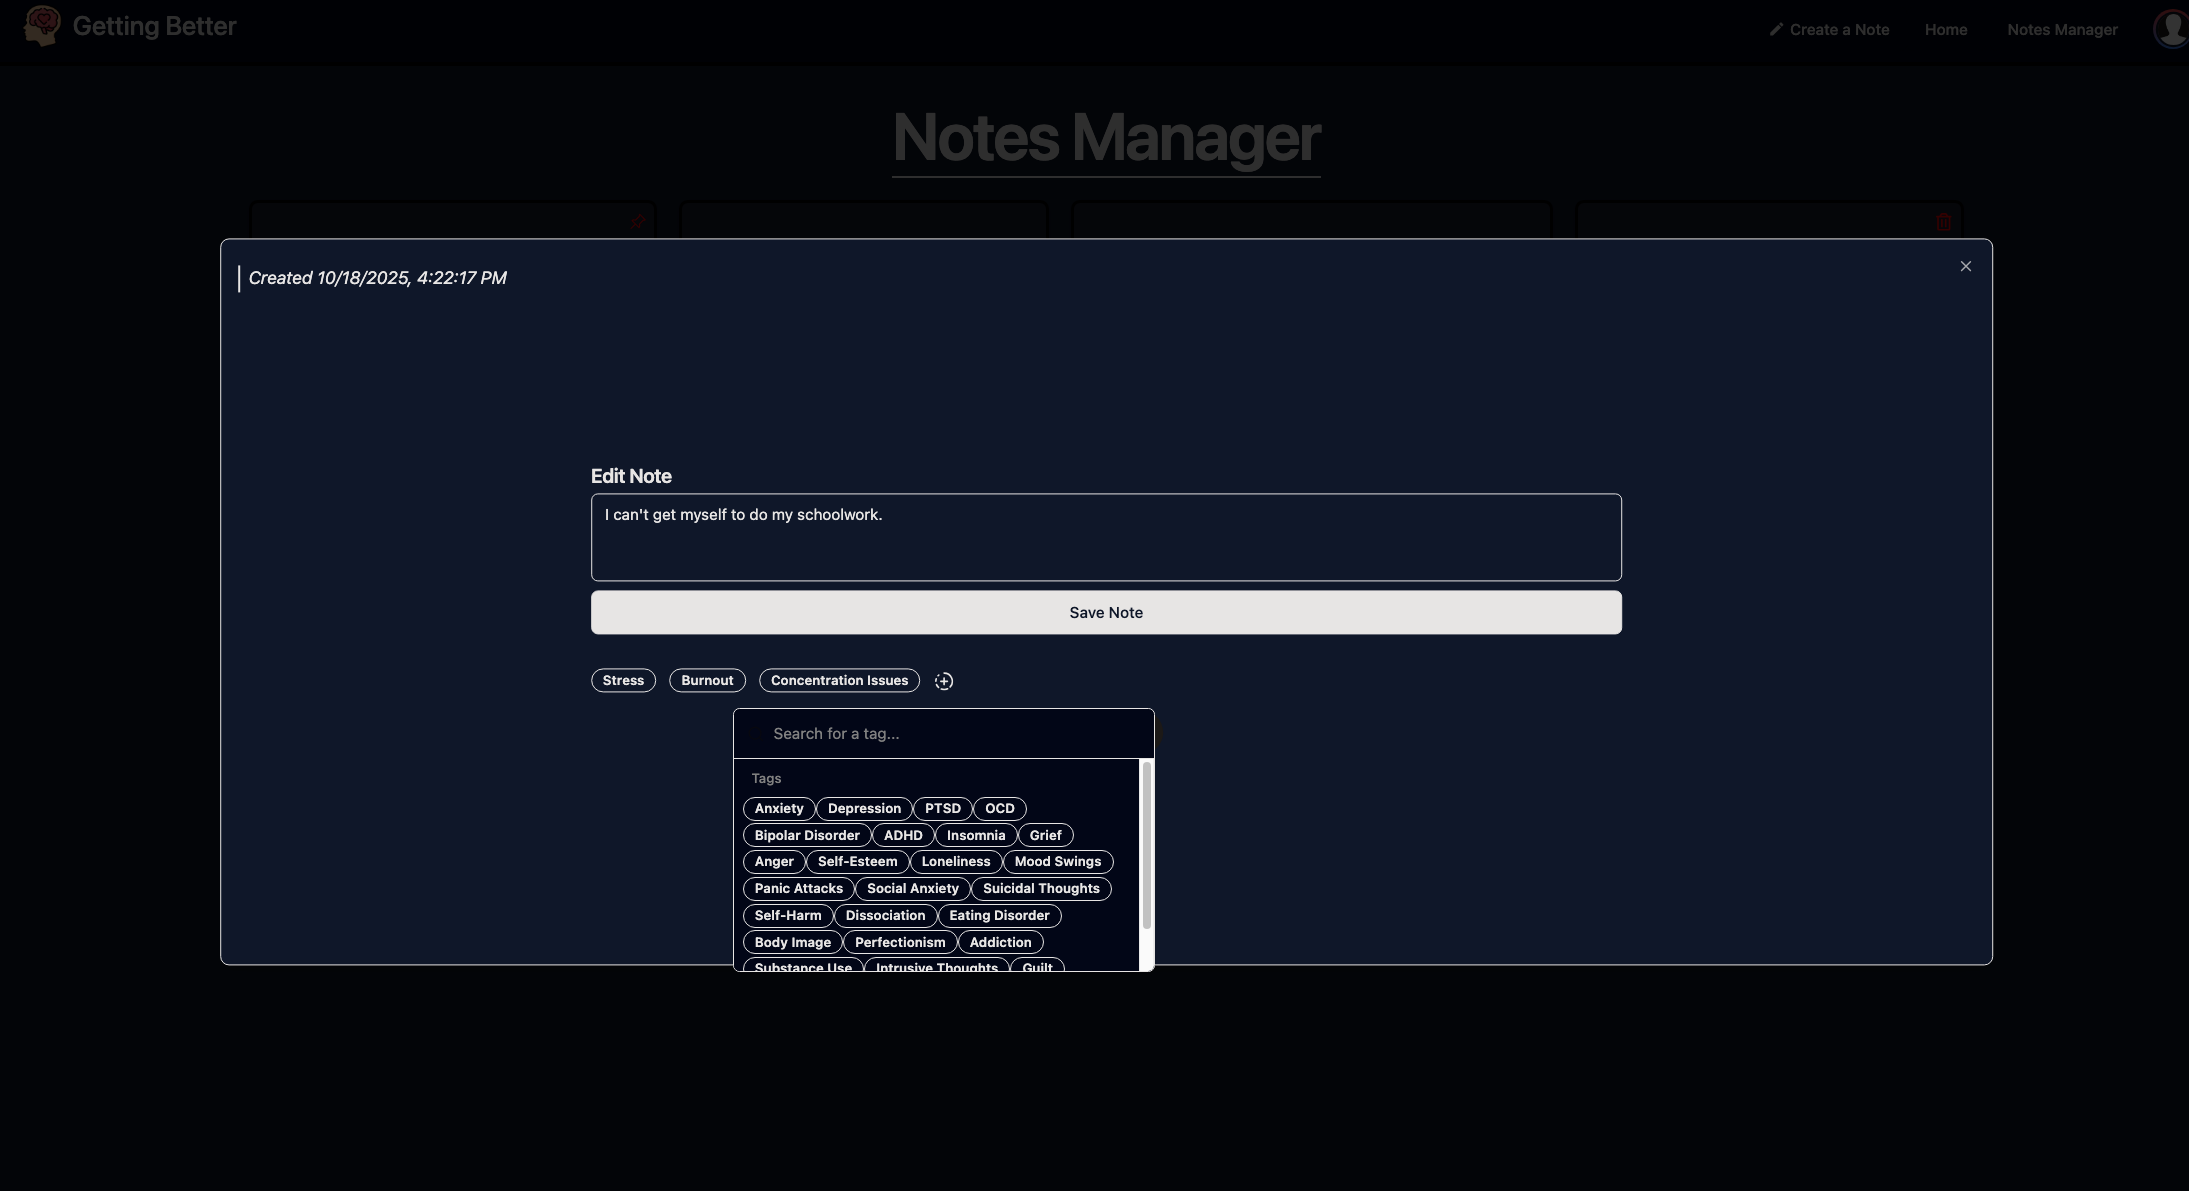 Getting Better
Create a Note Home Notes Manager
Notes Manager
Created 10/18/2025, 4:22:17 PM
Edit Note
I can't get myself to do my schoolwork.
Save Note
Stress Burnout Concentration Issues
Search for a tag...
Tags
Anxiety Depression PTSD OCD
Bipolar Disorder ADHD Insomnia Grief
Anger Self-Esteem Loneliness Mood Swings
Panic Attacks Social Anxiety Suicidal Thoughts
Self-Harm Dissociation Eating Disorder
Body Image Perfectionism Addiction
Substance Use Intrusive Thoughts Guilt